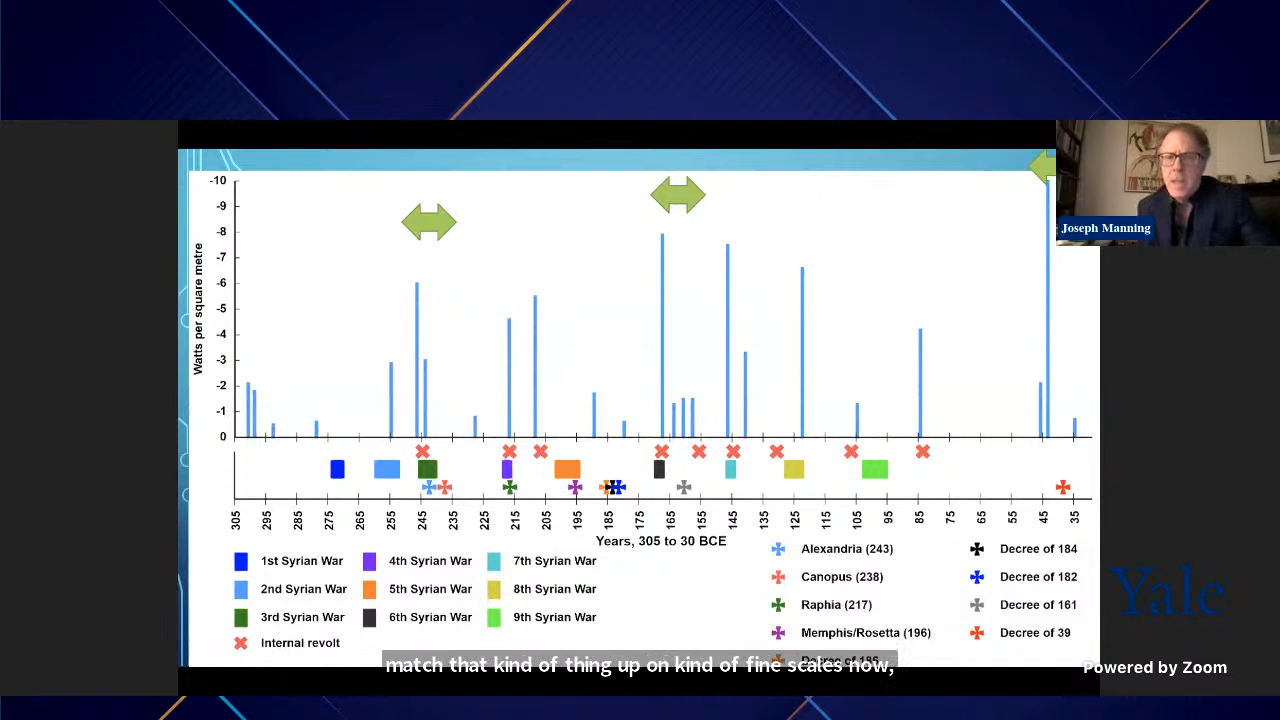 -10
-9
-8
-7
-6
-5
-4
-3
-2
-1
0
Watts per square metre
305 295 285 275 265 255 245 235 225 215 205 195 185 175 165 155 145 135 125 115 105 95 85 75 65 55 45 35
Years, 305 to 30 BCE
1st Syrian War
2nd Syrian War
3rd Syrian War
Internal revolt
4th Syrian War
5th Syrian War
6th Syrian War
7th Syrian War
8th Syrian War
9th Syrian War
Alexandria (243)
Canopus (238)
Raphia (217)
Memphis/Rosetta (196)
Decree of 186
Decree of 184
Decree of 182
Decree of 161
Decree of 39
Joseph Manning
Yale
match that kind of thing up on kind of fine scales now,
Powered by Zoom